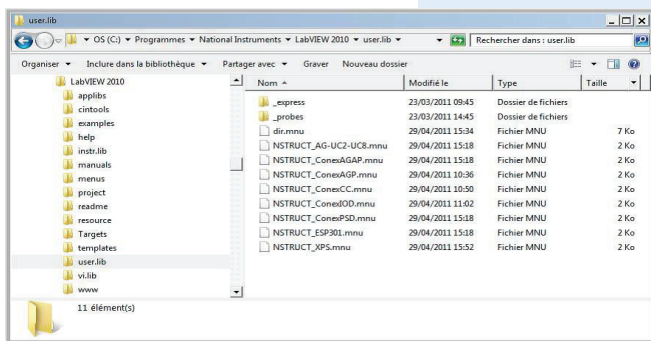 user.lib
OS (C:) ▾ Programmes ▾ National Instruments ▾ LabVIEW 2010 ▾ user.lib ▾
Rechercher dans : user.lib
Organiser ▾ Inclure dans la bibliothèque ▾ Partager avec ▾ Graver Nouveau dossier
LabVIEW 2010
applibs
cintools
examples
help
instr.lib
manuals
menus
project
readme
resource
Targets
templates
user.lib
vi.lib
www
Nom Modifié le Type Taille
_express 23/03/2011 09:45 Dossier de fichiers
_probes 23/03/2011 14:45 Dossier de fichiers
dir.mnu 29/04/2011 15:34 Fichier MNU 7 Ko
NSTRUCT_AG-UC2-UC8.mnu 29/04/2011 15:18 Fichier MNU 2 Ko
NSTRUCT_ConexAGAP.mnu 29/04/2011 15:18 Fichier MNU 2 Ko
NSTRUCT_ConexAGP.mnu 29/04/2011 10:36 Fichier MNU 2 Ko
NSTRUCT_ConexCC.mnu 29/04/2011 10:50 Fichier MNU 2 Ko
NSTRUCT_ConexIOD.mnu 29/04/2011 11:02 Fichier MNU 2 Ko
NSTRUCT_ConexPSD.mnu 29/04/2011 15:18 Fichier MNU 2 Ko
NSTRUCT_ESP301.mnu 29/04/2011 15:18 Fichier MNU 2 Ko
NSTRUCT_XPS.mnu 29/04/2011 15:52 Fichier MNU 2 Ko
11 élément(s)